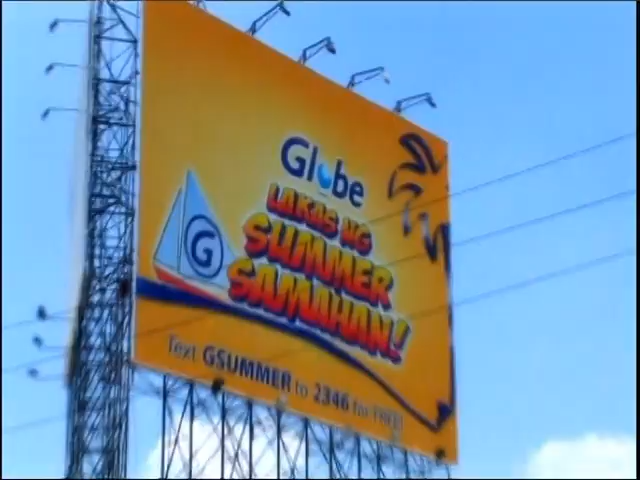 Globe
LAKAS NG
SUMMER
SAMAHAN!
G
Text GSUMMER to 2346 for FREE!